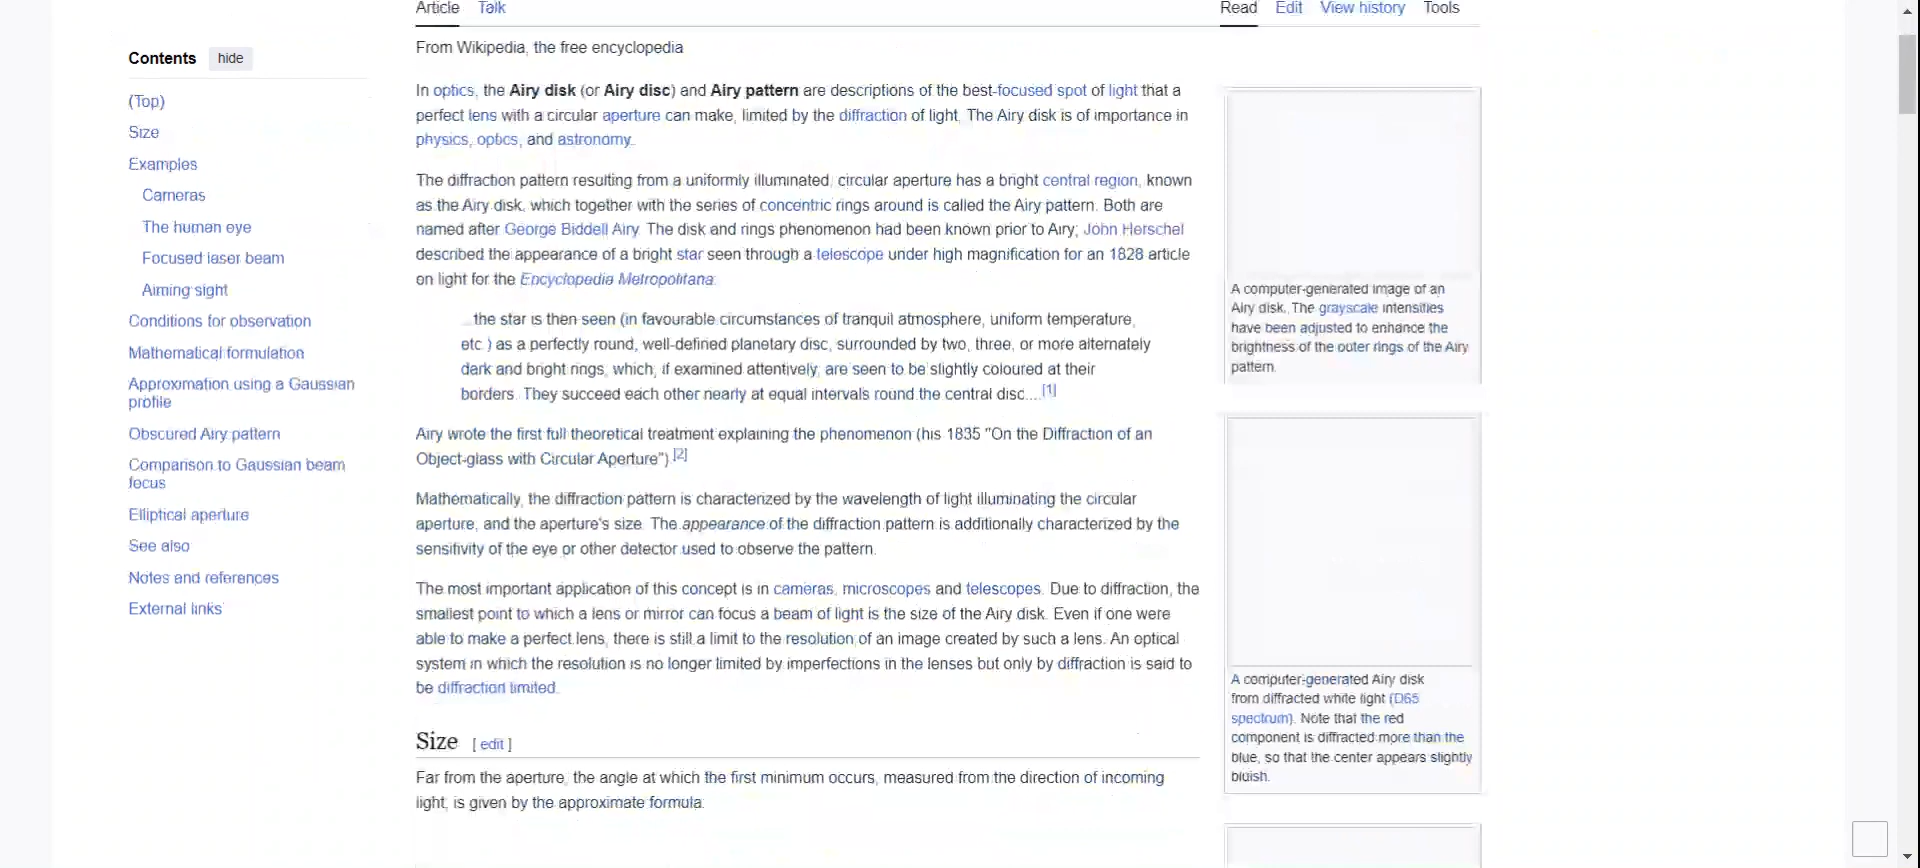 Article Talk
Read Edit View history Tools
Contents hide
(Top)
Size
Examples
Cameras
The human eye
Focused laser beam
Aiming sight
Conditions for observation
Mathematical formulation
Approximation using a Gaussian
profile
Obscured Airy pattern
Comparison to Gaussian beam
focus
Elliptical aperture
See also
Notes and references
External links
From Wikipedia, the free encyclopedia
In optics, the Airy disk (or Airy disc) and Airy pattern are descriptions of the best-focused spot of light that a
perfect lens with a circular aperture can make, limited by the diffraction of light. The Airy disk is of importance in
physics, optics, and astronomy.
The diffraction pattern resulting from a uniformly illuminated, circular aperture has a bright central region, known
as the Airy disk, which together with the series of concentric rings around is called the Airy pattern. Both are
named after George Biddell Airy. The disk and rings phenomenon had been known prior to Airy; John Herschel
described the appearance of a bright star seen through a telescope under high magnification for an 1828 article
on light for the Encyclopedia Metropolitana:
...the star is then seen (in favourable circumstances of tranquil atmosphere, uniform temperature,
etc.) as a perfectly round, well-defined planetary disc, surrounded by two, three, or more alternately
dark and bright rings, which, if examined attentively, are seen to be slightly coloured at their
borders. They succeed each other nearly at equal intervals round the central disc....[1]
Airy wrote the first full theoretical treatment explaining the phenomenon (his 1835 "On the Diffraction of an
Object-glass with Circular Aperture").[2]
Mathematically, the diffraction pattern is characterized by the wavelength of light illuminating the circular
aperture, and the aperture's size. The appearance of the diffraction pattern is additionally characterized by the
sensitivity of the eye or other detector used to observe the pattern.
The most important application of this concept is in cameras, microscopes and telescopes. Due to diffraction, the
smallest point to which a lens or mirror can focus a beam of light is the size of the Airy disk. Even if one were
able to make a perfect lens, there is still a limit to the resolution of an image created by such a lens. An optical
system in which the resolution is no longer limited by imperfections in the lenses but only by diffraction is said to
be diffraction limited.
Size [ edit ]
Far from the aperture, the angle at which the first minimum occurs, measured from the direction of incoming
light, is given by the approximate formula:
A computer-generated image of an
Airy disk. The grayscale intensities
have been adjusted to enhance the
brightness of the outer rings of the Airy
pattern.
A computer-generated Airy disk
from diffracted white light (D65
spectrum). Note that the red
component is diffracted more than the
blue, so that the center appears slightly
bluish.